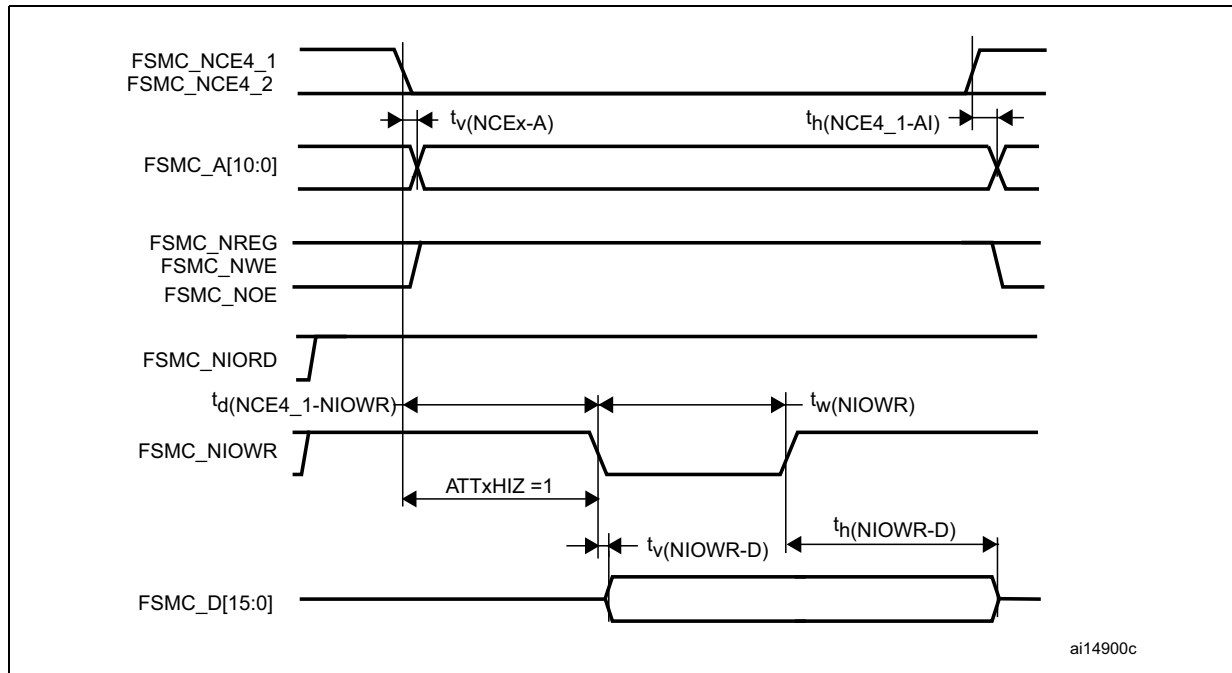 FSMC_NCE4_1
FSMC_NCE4_2
tv(NCEx-A)
th(NCE4_1-AI)
FSMC_A[10:0]
FSMC_NREG
FSMC_NWE
FSMC_NOE
FSMC_NIORD
td(NCE4_1-NIOWR)
tw(NIOWR)
FSMC_NIOWR
ATTxHIZ =1
tv(NIOWR-D)
th(NIOWR-D)
FSMC_D[15:0]
ai14900c